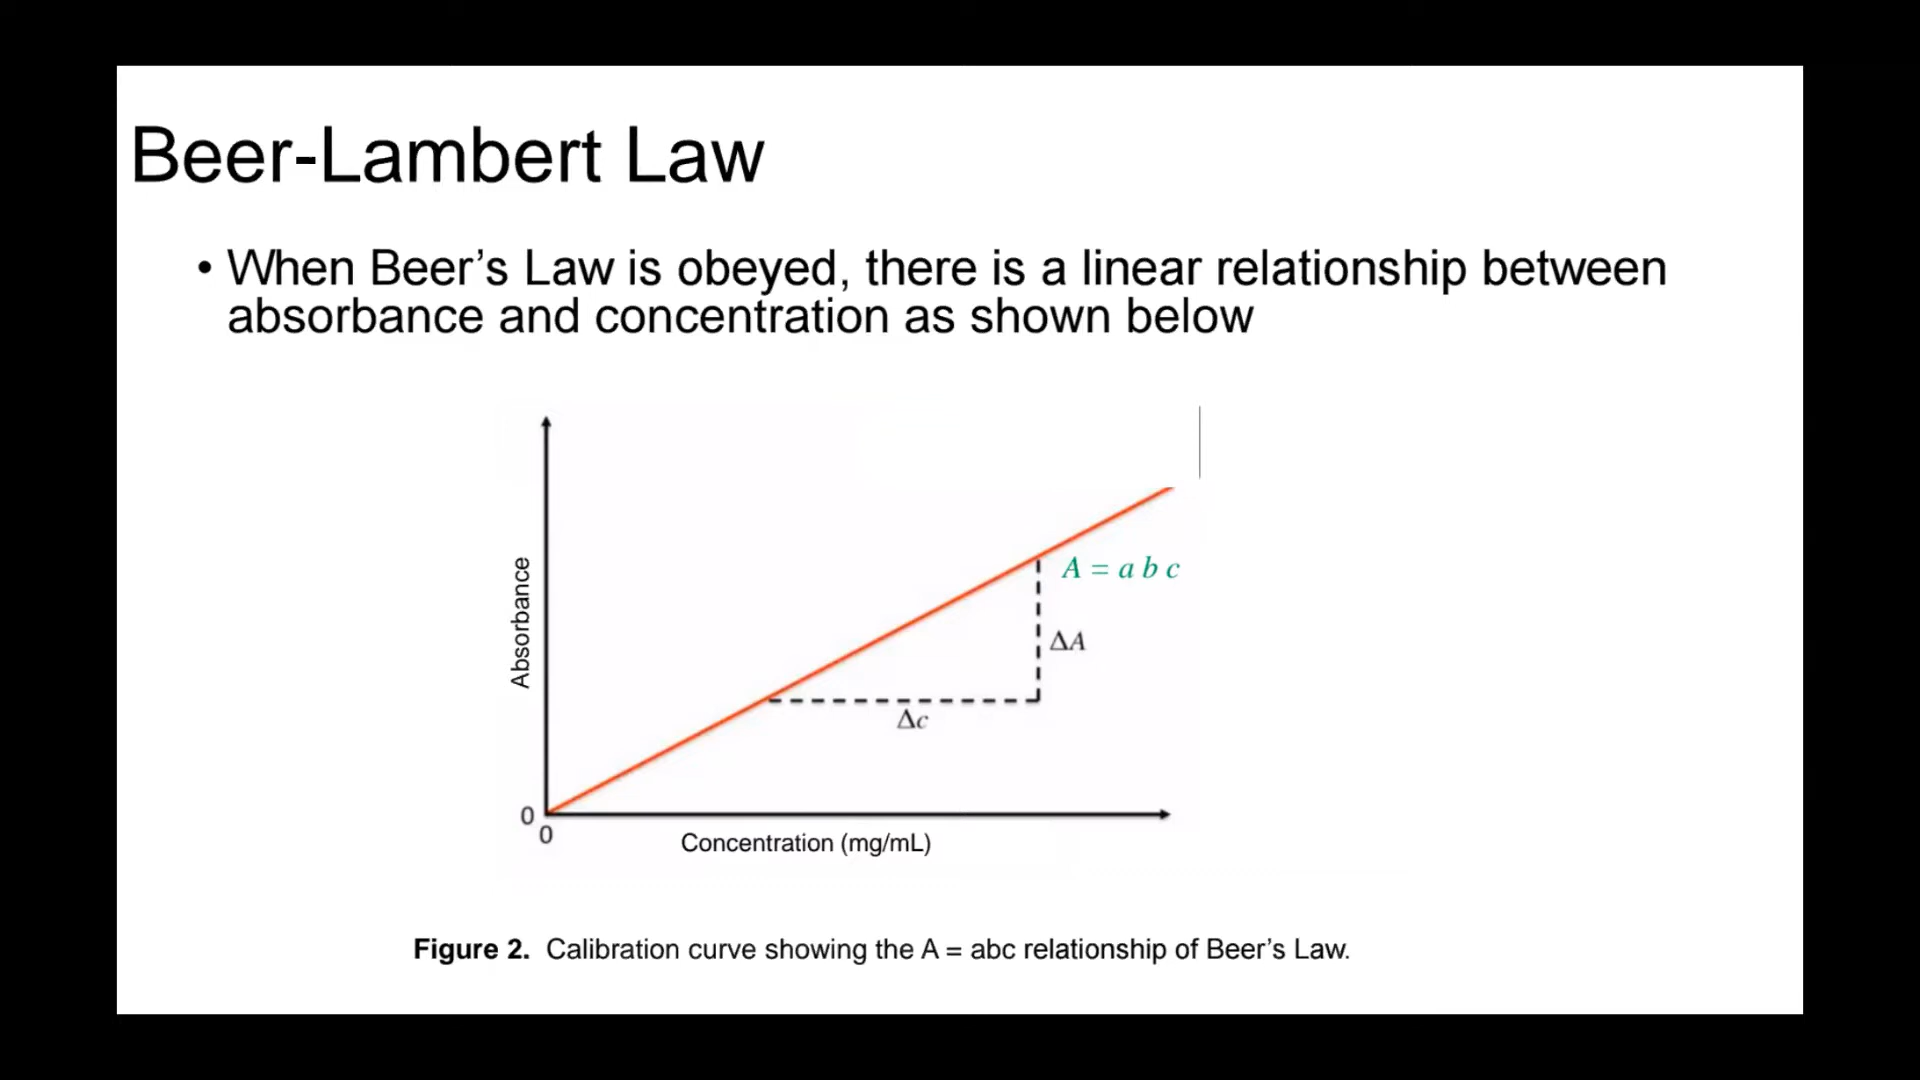 Beer-Lambert Law
• When Beer’s Law is obeyed, there is a linear relationship between
absorbance and concentration as shown below
Absorbance
A = a b c
ΔA
Δc
0
0
Concentration (mg/mL)
Figure 2. Calibration curve showing the A = abc relationship of Beer’s Law.